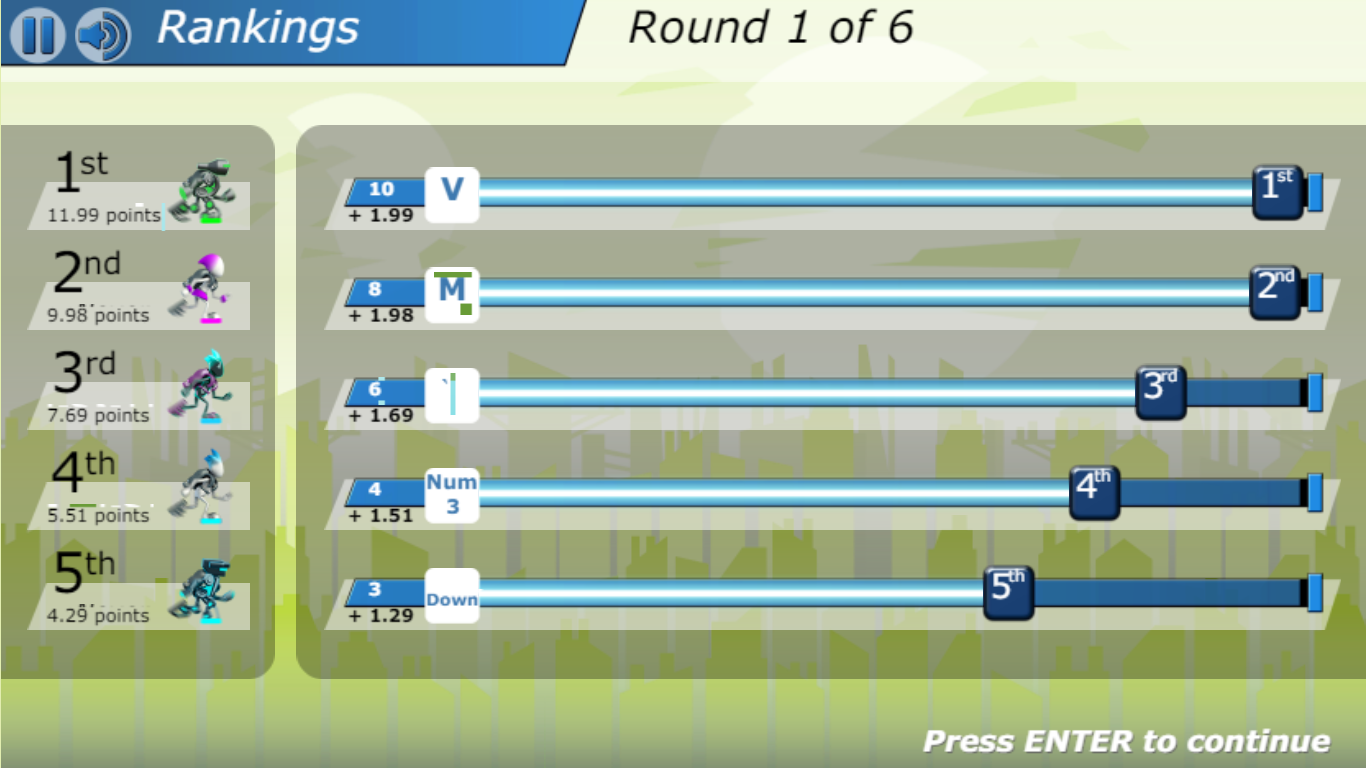 Rankings
Round 1 of 6
1st
11.99 points
10
+ 1.99
V
1st
2nd
9.98 points
8
+ 1.98
M
2nd
3rd
7.69 points
6
+ 1.69
`
3rd
4th
5.51 points
4
+ 1.51
Num
3
4th
5th
4.29 points
3
+ 1.29
Down
5th
Press ENTER to continue